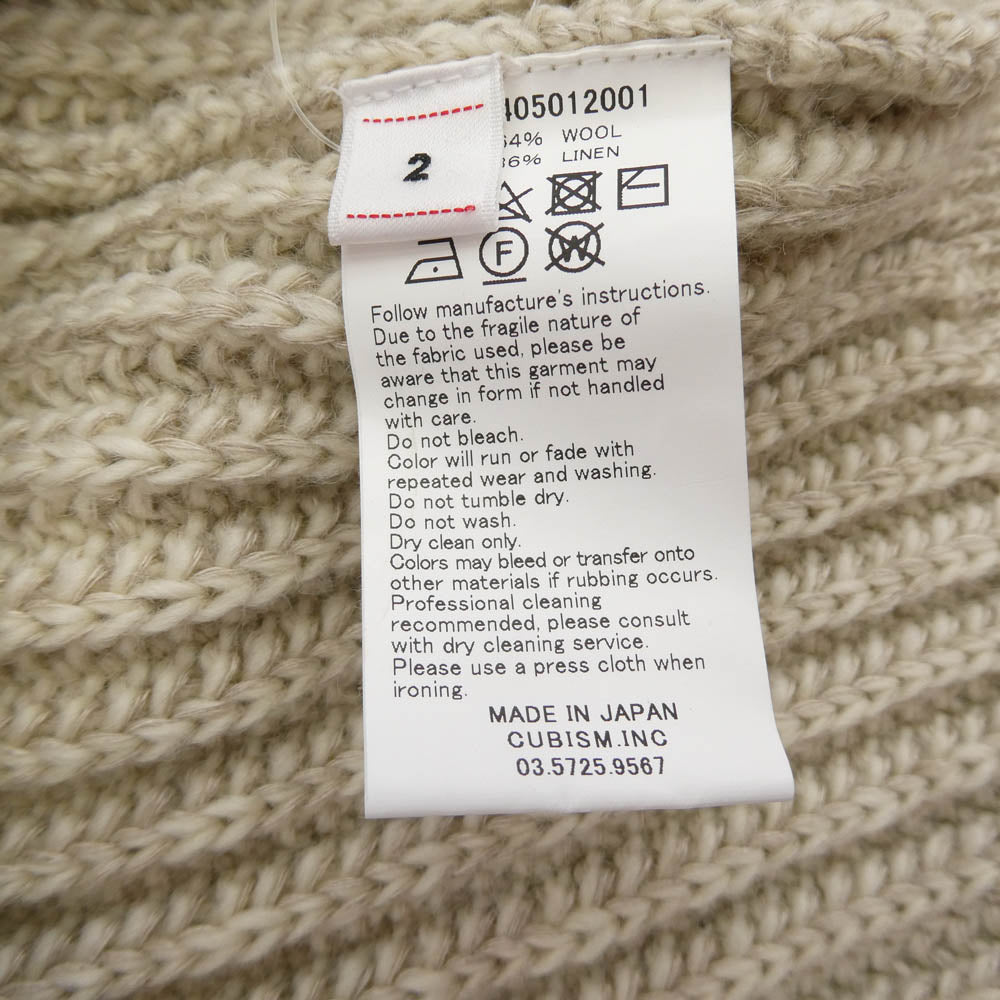 2
405012001
64% WOOL
36% LINEN
F
W
Follow manufacture's instructions.
Due to the fragile nature of
the fabric used, please be
aware that this garment may
change in form if not handled
with care.
Do not bleach.
Color will run or fade with
repeated wear and washing.
Do not tumble dry.
Do not wash.
Dry clean only.
Colors may bleed or transfer onto
other materials if rubbing occurs.
Professional cleaning
recommended, please consult
with dry cleaning service.
Please use a press cloth when
ironing.
MADE IN JAPAN
CUBISM.INC
03.5725.9567